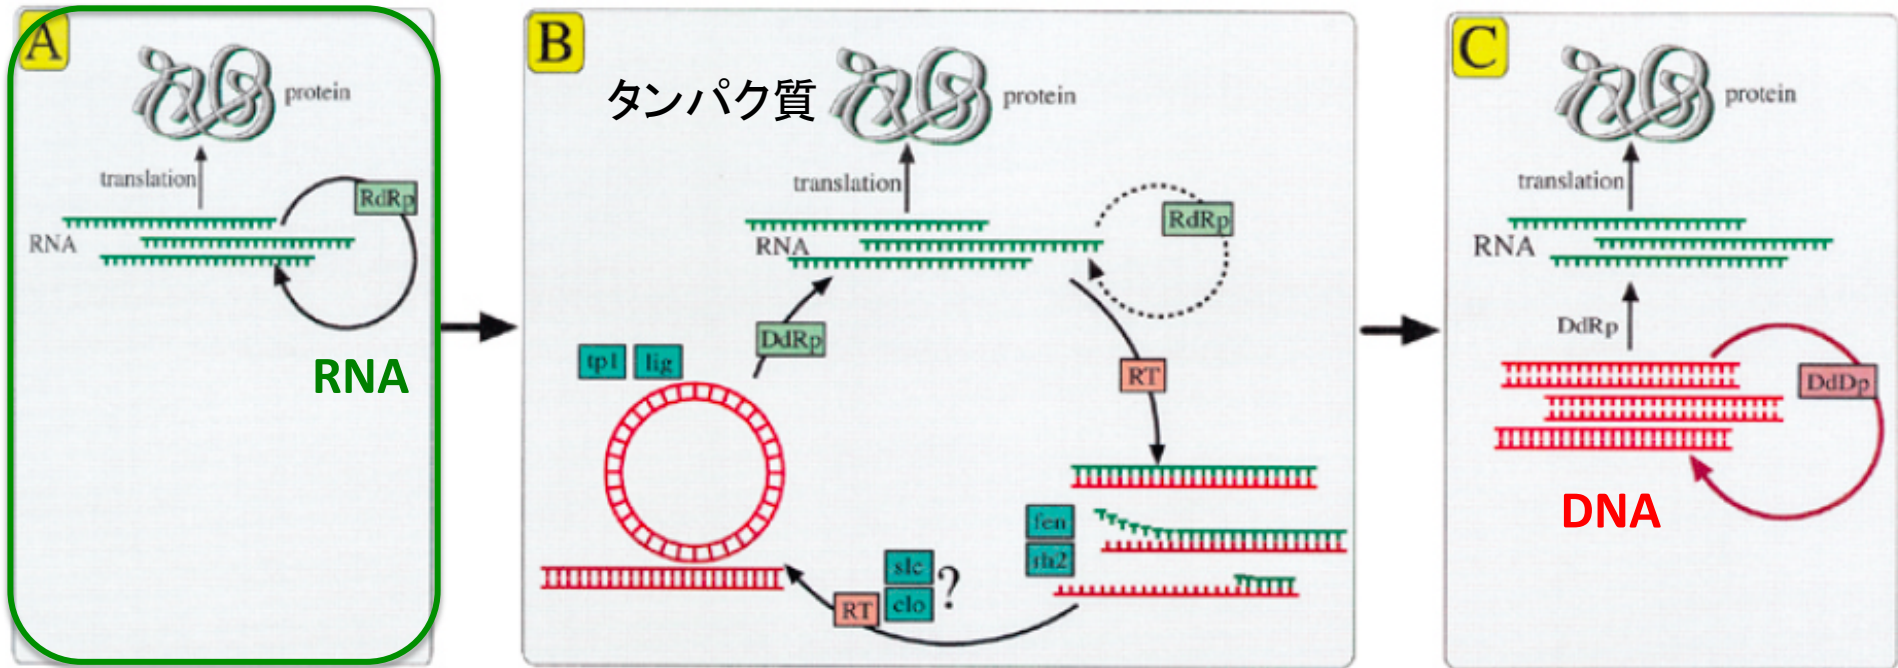 A
protein
translation
RdRp
RNA
RNA
B
タンパク質
protein
translation
RdRp
RNA
DdRp
tp1
lig
RT
fen
rh2
slc
clo
?
RT
C
protein
translation
RNA
DdRp
DdDp
DNA